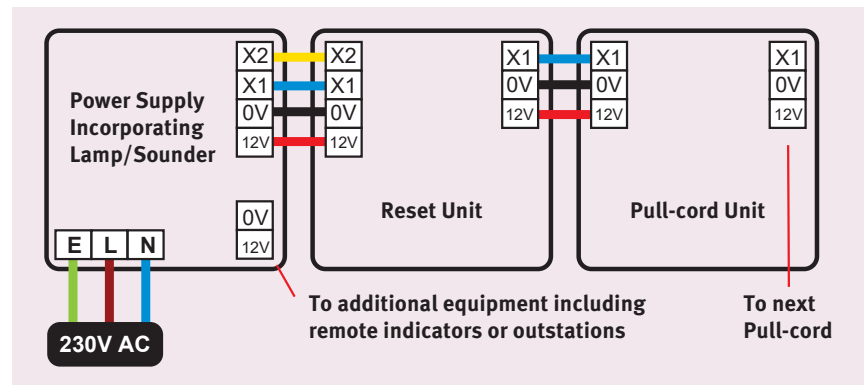 Power Supply
Incorporating
Lamp/Sounder
X2
X1
0V
12V
0V
12V
E L N
230V AC
X2
X1
0V
12V
Reset Unit
X1
0V
12V
X1
0V
12V
Pull-cord Unit
X1
0V
12V
To additional equipment including
remote indicators or outstations
To next
Pull-cord